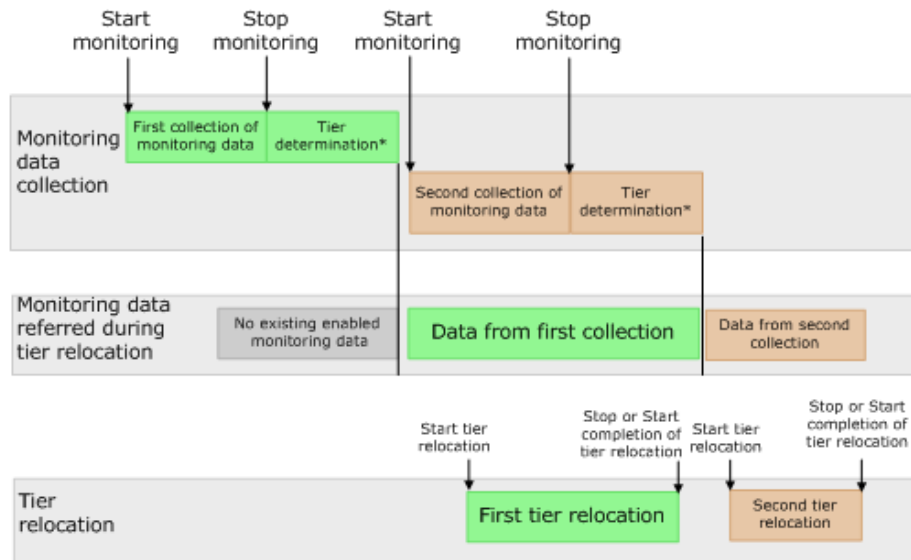 Start
monitoring
Stop
monitoring
Start
monitoring
Stop
monitoring
Monitoring
data
collection
First collection of
monitoring data
Tier
determination*
Second collection of
monitoring data
Tier
determination*
Monitoring data
referred during
tier relocation
No existing enabled
monitoring data
Data from first collection
Data from second
collection
Start tier
relocation
Stop or Start
completion of
tier relocation
Start tier
relocation
Stop or Start
completion of
tier relocation
Tier
relocation
First tier relocation
Second tier
relocation